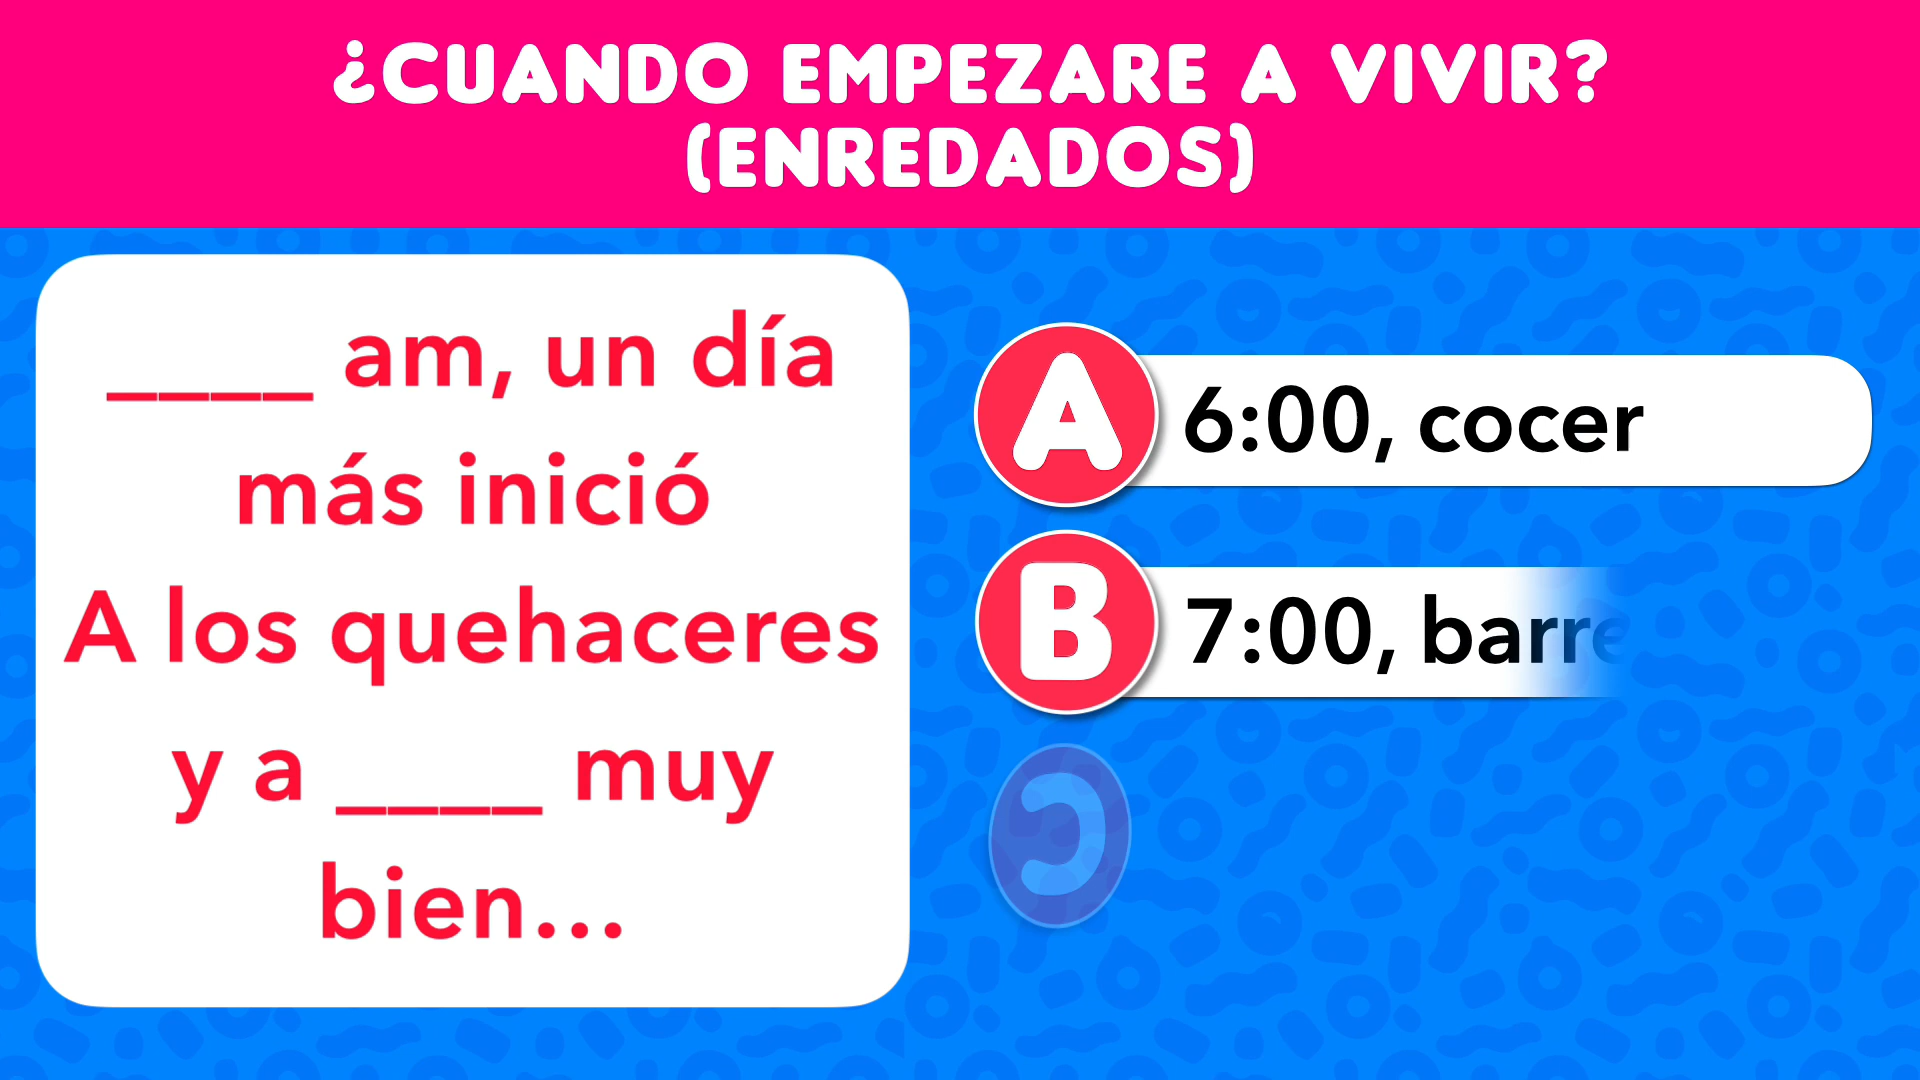 ¿CUANDO EMPEZARE A VIVIR?
(ENREDADOS)
____ am, un día
más inició
A los quehaceres
y a ____ muy
bien...
A
6:00, cocer
B
7:00, barre
C